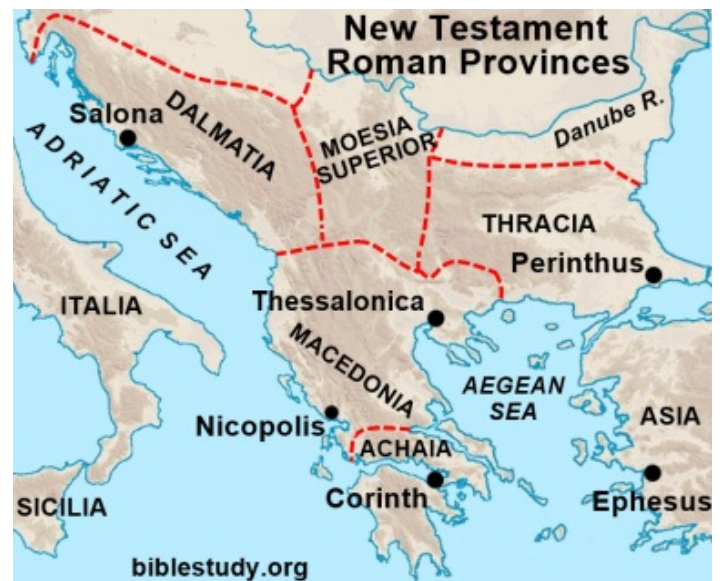 New Testament
Roman Provinces
Salona
DALMATIA
MOESIA
SUPERIOR
Danube R.
ADRIATIC SEA
THRACIA
Perinthus
ITALIA
Thessalonica
MACEDONIA
AEGEAN
SEA
ASIA
Nicopolis
ACHAIA
SICILIA
Corinth
Ephesus
biblestudy.org